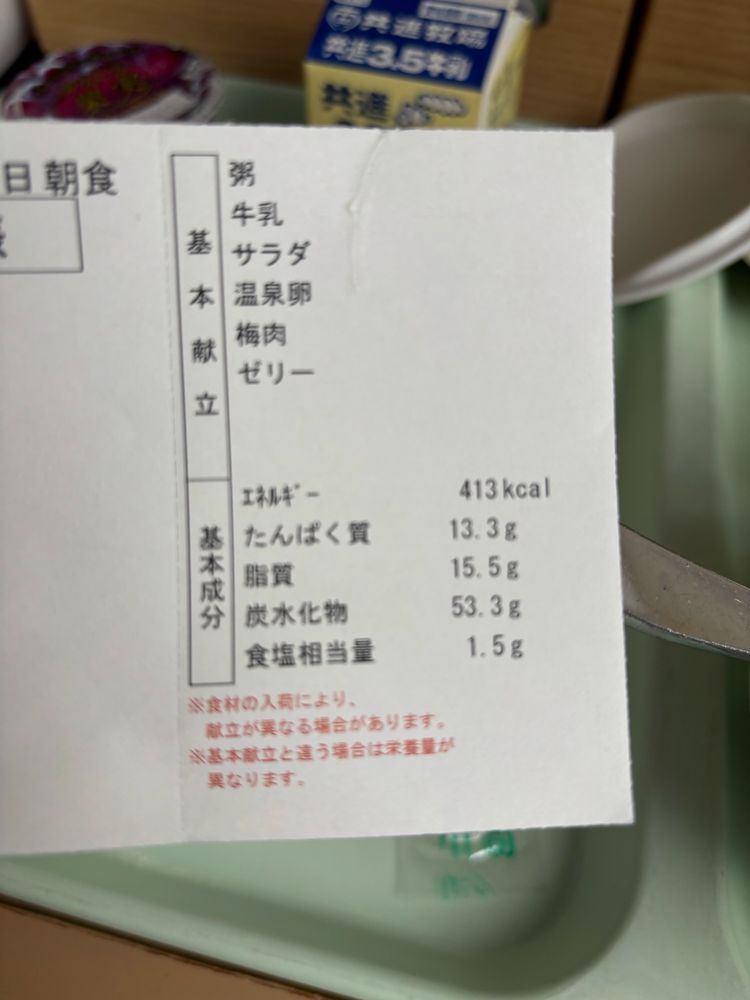 共進牧場
共進3.5牛乳
共進
日 朝食
基本献立
粥
牛乳
サラダ
温泉卵
梅肉
ゼリー
基本成分
エネルギー 413kcal
たんぱく質 13.3g
脂質 15.5g
炭水化物 53.3g
食塩相当量 1.5g
※食材の入荷により、
献立が異なる場合があります。
※基本献立と違う場合は栄養量が
異なります。